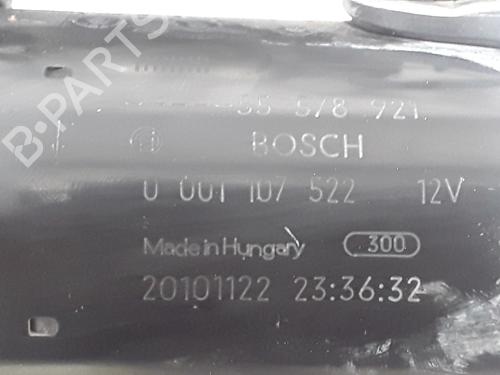 B-PARTS
55 578 921
BOSCH
0 001 107 522 12V
Made in Hungary 300
20101122 23:36:32